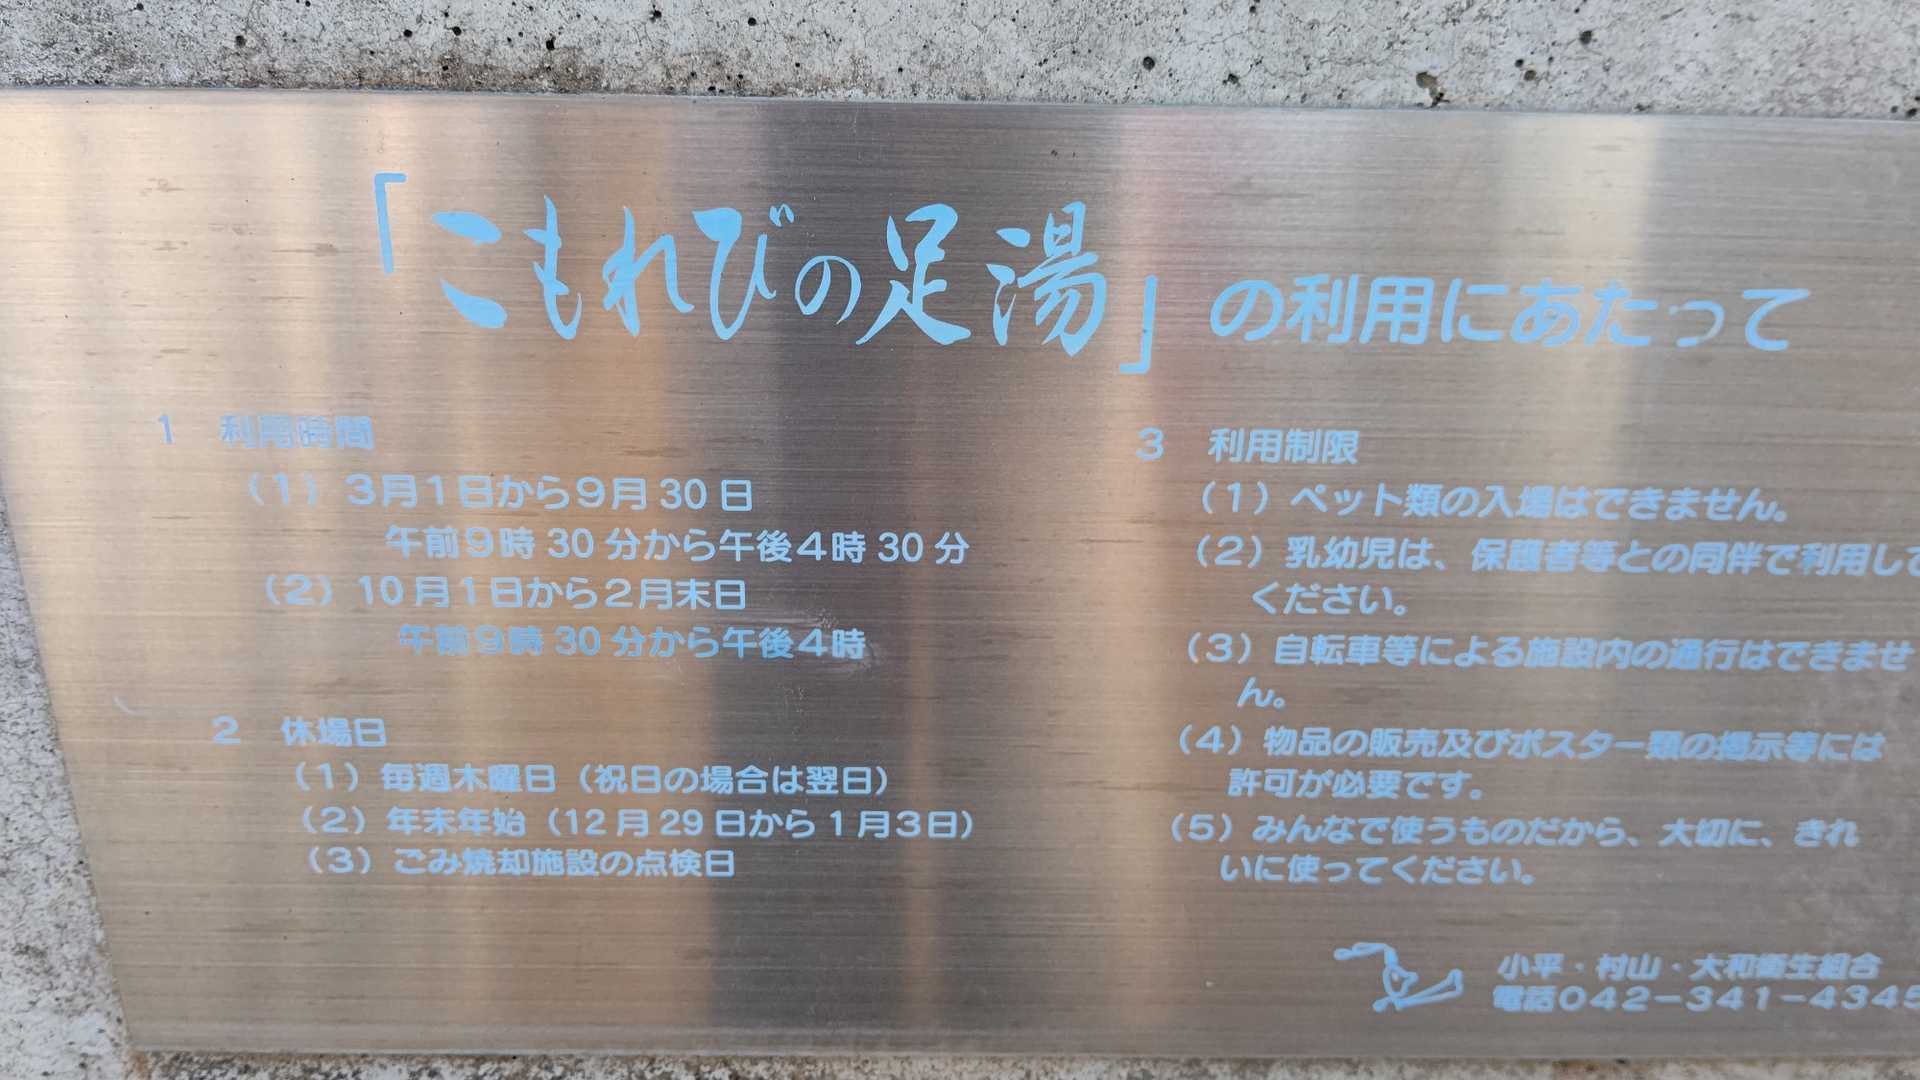 「こもれびの足湯」の利用にあたって
1 利用時間
（1）3月1日から9月30日
午前9時30分から午後4時30分
（2）10月1日から2月末日
午前9時30分から午後4時
2 休場日
（1）毎週木曜日（祝日の場合は翌日）
（2）年末年始（12月29日から1月3日）
（3）ごみ焼却施設の点検日
3 利用制限
（1）ペット類の入場はできません。
（2）乳幼児は、保護者等との同伴で利用して
ください。
（3）自転車等による施設内の通行はできませ
ん。
（4）物品の販売及びポスター類の掲示等には
許可が必要です。
（5）みんなで使うものだから、大切に、きれ
いに使ってください。
小平・村山・大和衛生組合
電話042－341－4345